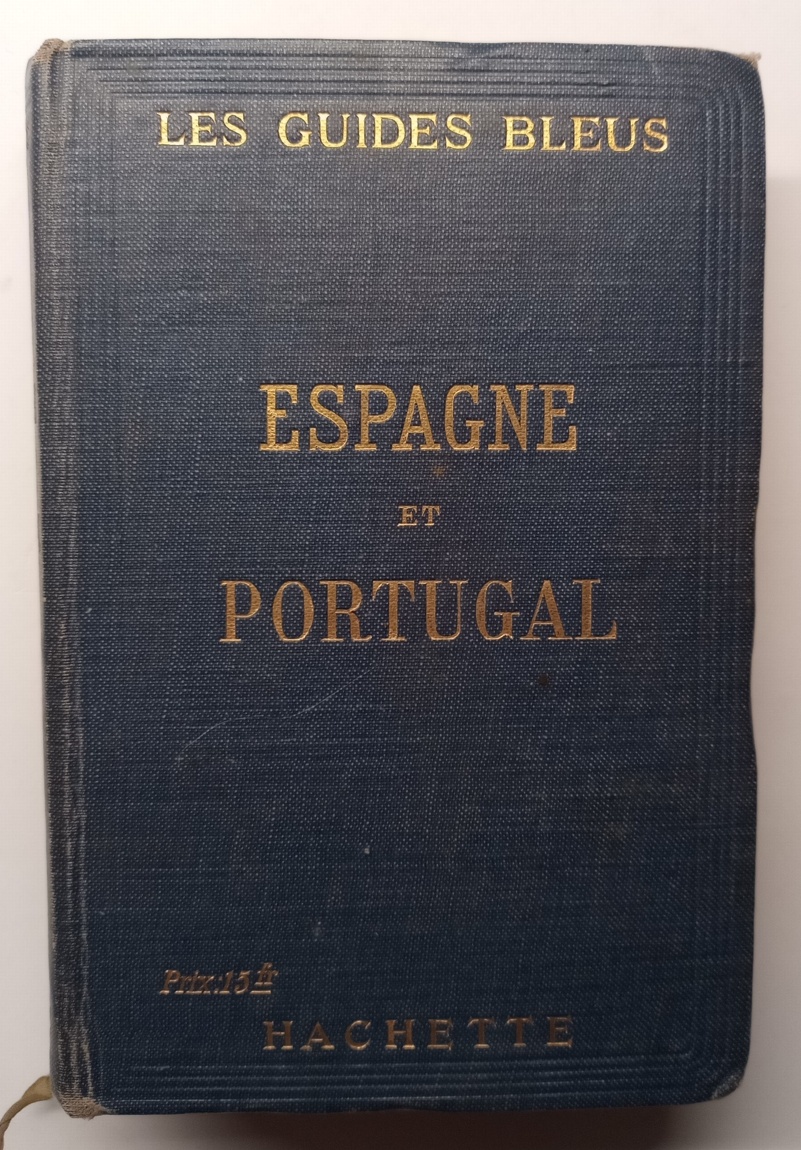 LES GUIDES BLEUS
ESPAGNE
ET
PORTUGAL
Prix:15 fr
HACHETTE